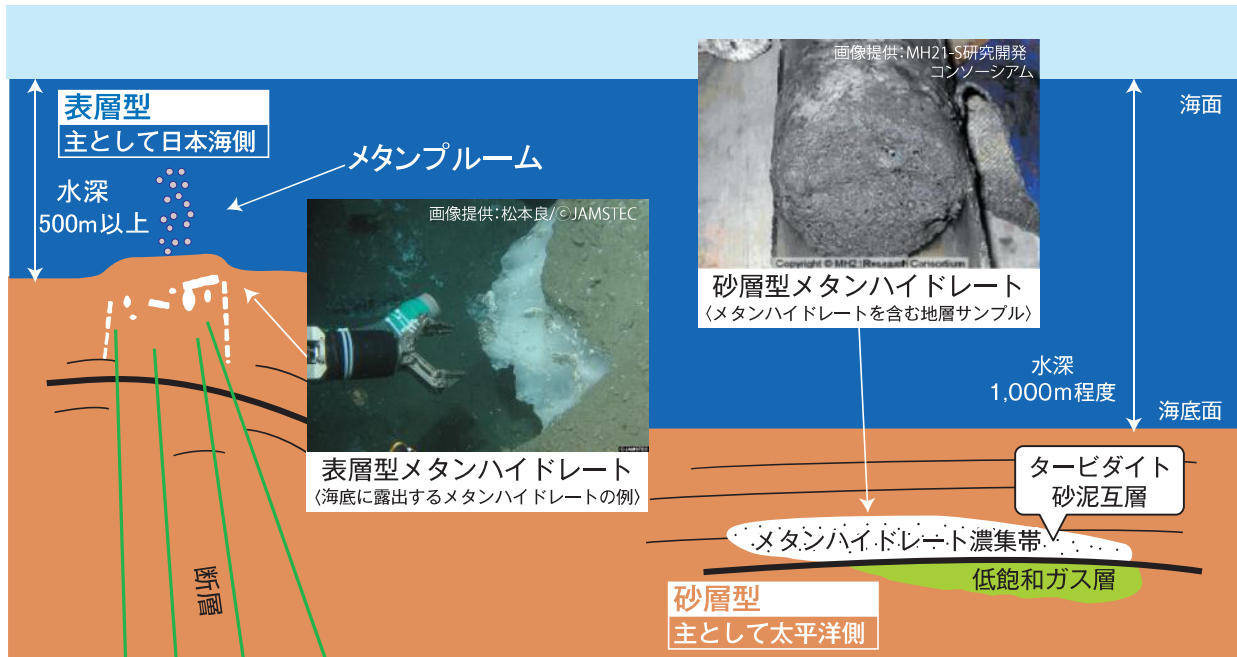 表層型
主として日本海側
水深
500m以上
メタンプルーム
画像提供:松本良/©JAMSTEC
©JAMSTEC
表層型メタンハイドレート
〈海底に露出するメタンハイドレートの例〉
断層
画像提供:MH21-S研究開発
コンソーシアム
Copyright © MH21 Research Consortium
砂層型メタンハイドレート
〈メタンハイドレートを含む地層サンプル〉
海面
水深
1,000m程度
海底面
タービダイト
砂泥互層
メタンハイドレート濃集帯
低飽和ガス層
砂層型
主として太平洋側